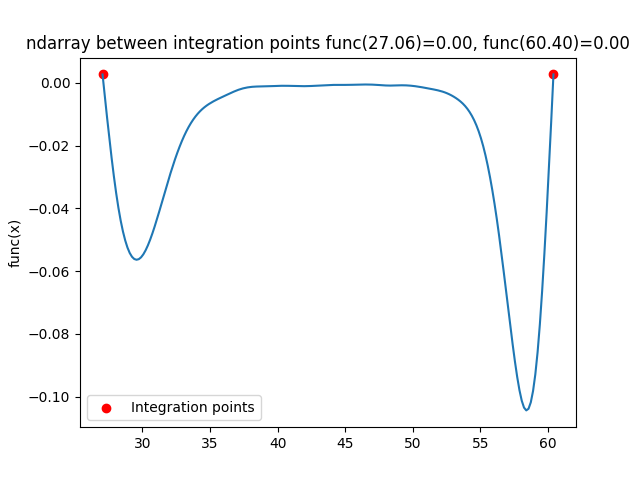 ndarray between integration points func(27.06)=0.00, func(60.40)=0.00
0.00
−0.02
−0.04
−0.06
−0.08
−0.10
func(x)
Integration points
30 35 40 45 50 55 60